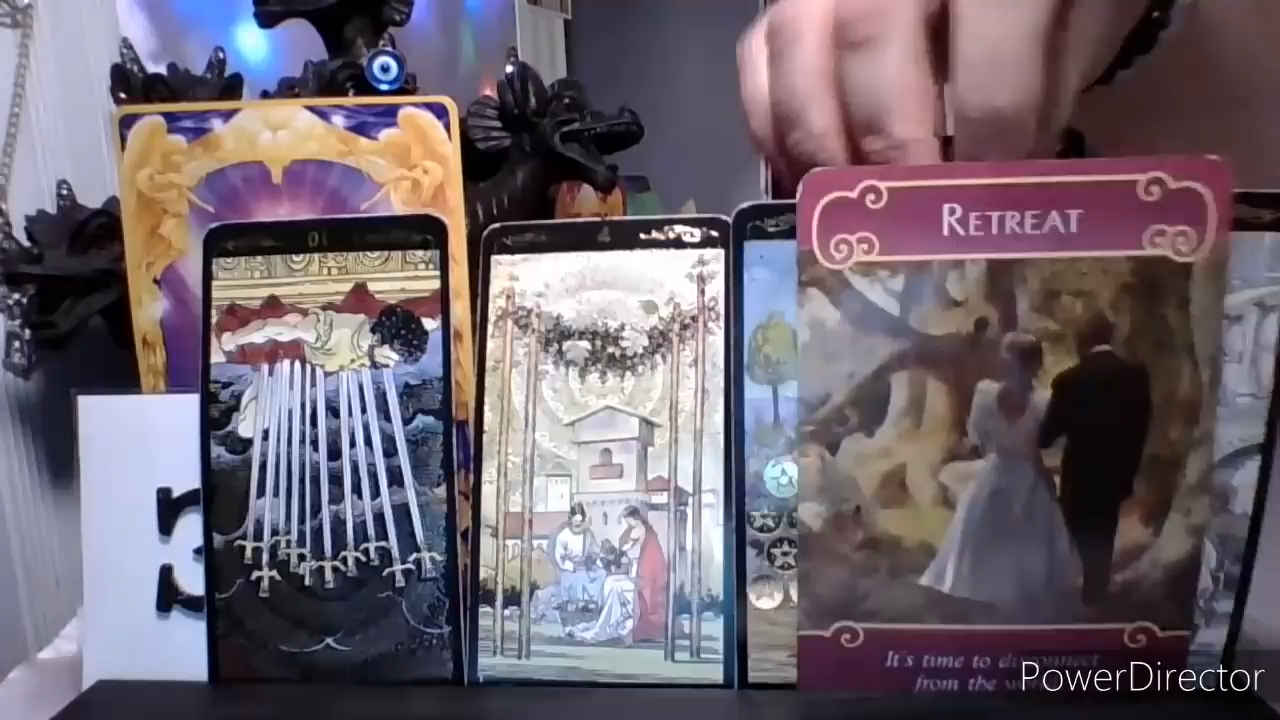 RETREAT
It's time to disconnect
from the
PowerDirector